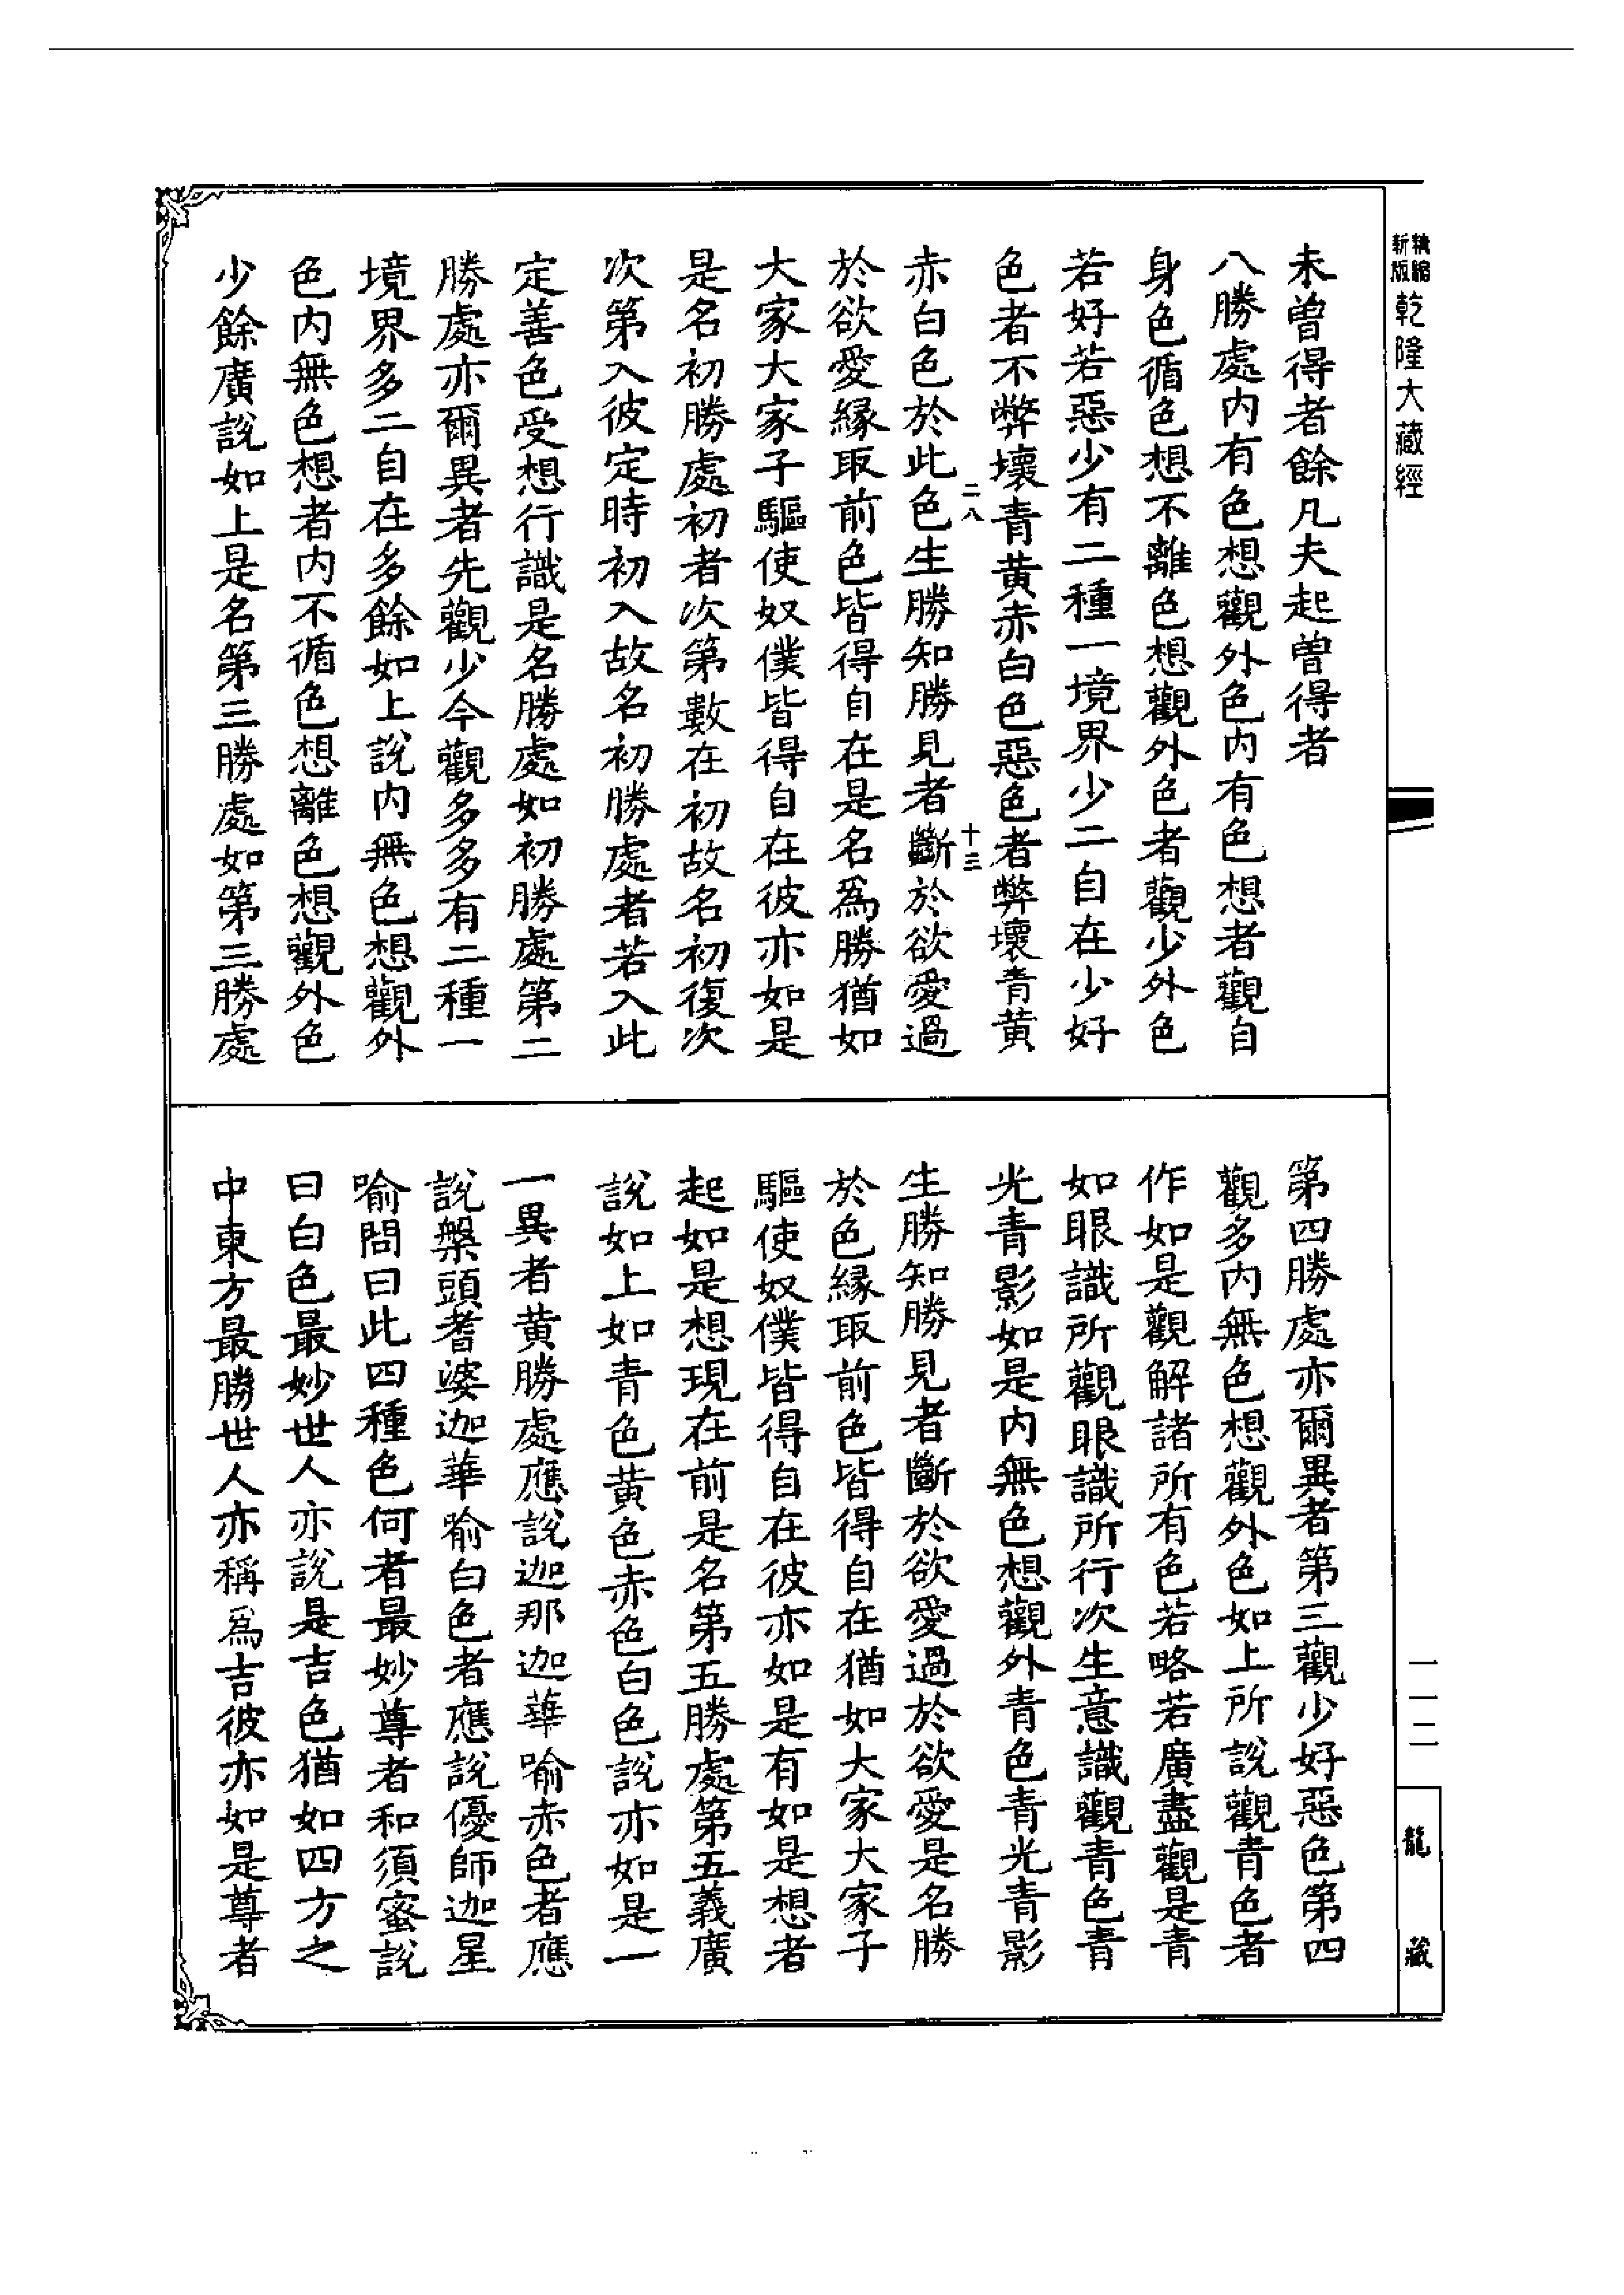 新版精縮乾隆大藏經
未曾得者餘凡夫起曾得者
八勝處內有色想觀外色內有色想者觀自
身色循色想不離色想觀外色者觀少外色
若好若惡少有二種一境界少二自在少好
色者不弊壞青黃赤白色惡色者弊壞青黃
二八
十三
赤白色於此色生勝知勝見者斷於欲愛過
於欲愛緣取前色皆得自在是名爲勝猶如
大家大家子驅使奴僕皆得自在彼亦如是
是名初勝處初者次第數在初故名初復次
次第入彼定時初入故名初勝處者若入此
定善色受想行識是名勝處如初勝處第二
勝處亦爾異者先觀少今觀多多有二種一
境界多二自在多餘如上說內無色想觀外
色內無色想者內不循色想離色想觀外色
少餘廣說如上是名第三勝處如第三勝處
第四勝處亦爾異者第三觀少好惡色第四
觀多內無色想觀外色如上所說觀青色者
作如是觀解諸所有色若略若廣盡觀是青
如眼識所觀眼識所行次生意識觀青色青
光青影如是內無色想觀外青色青光青影
生勝知勝見者斷於欲愛過於欲愛是名勝
於色緣取前色皆得自在猶如大家大家子
驅使奴僕皆得自在彼亦如是有如是想者
起如是想現在前是名第五勝處第五義廣
說如上如青色黃色赤色白色說亦如是一
一異者黃勝處應說迦那迦華喻赤色者應
說槃頭耆婆迦華喻白色者應說優師迦星
喻問曰此四種色何者最妙尊者和須蜜說
曰白色最妙世人亦說是吉色猶如四方之
中東方最勝世人亦稱爲吉彼亦如是尊者
一一二
龍藏